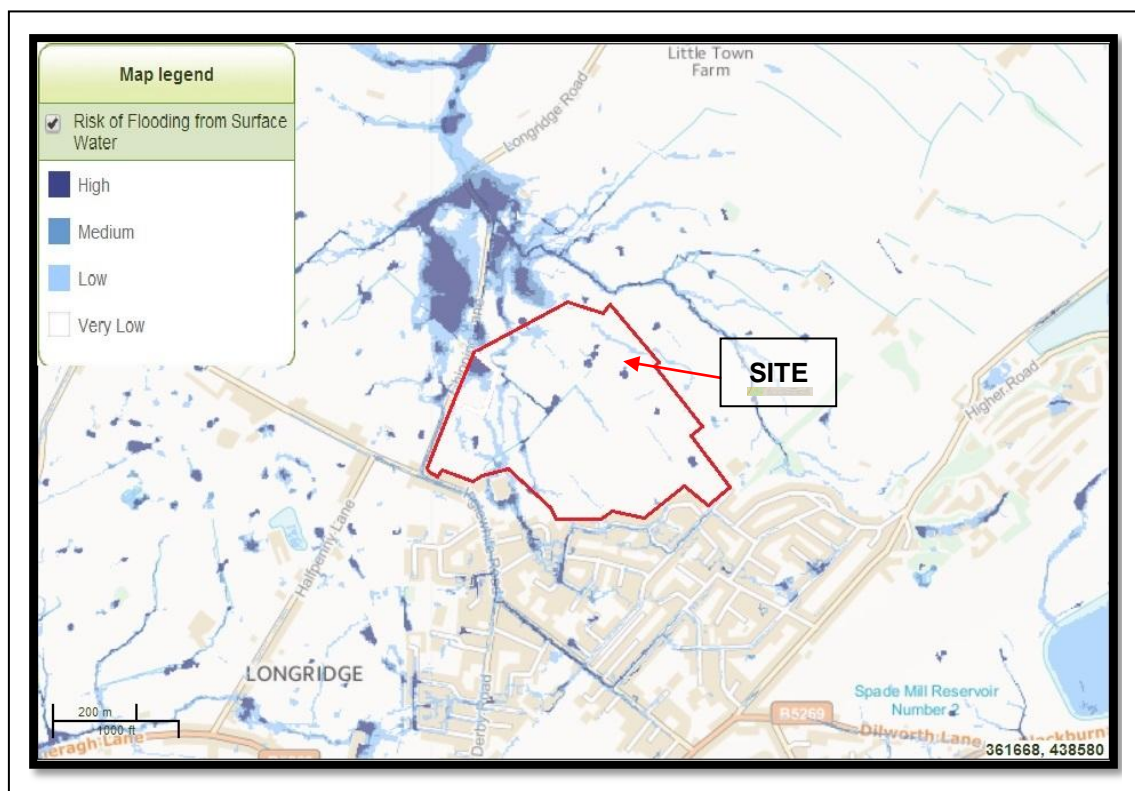 Map legend
Risk of Flooding from Surface
Water
High
Medium
Low
Very Low
Little Town
Farm
Longridge Road
SITE
Higher Road
Halfpenny Lane
LONGRIDGE
Derby Road
Spade Mill Reservoir
Number 2
B5269
Dilworth Lane
200 m
1000 ft
361668, 438580